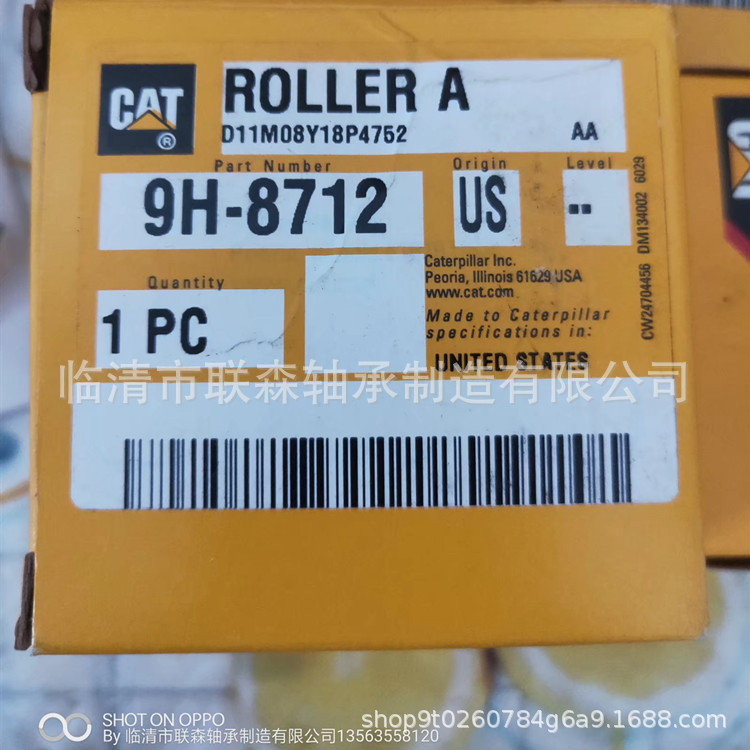 CAT
®
ROLLER A
D11M08Y18P4752 AA
Part Number Origin Level
9H-8712 US --
Quantity
1 PC
Caterpillar Inc.
Peoria, Illinois 61629 USA
www.cat.com
Made to Caterpillar
specifications in:
UNITED STATES
CW24704456 DM134002 6029
临清市联森轴承制造有限公司
SHOT ON OPPO
By 临清市联森轴承制造有限公司13563558120
shop9t0260784g6a9.1688.com